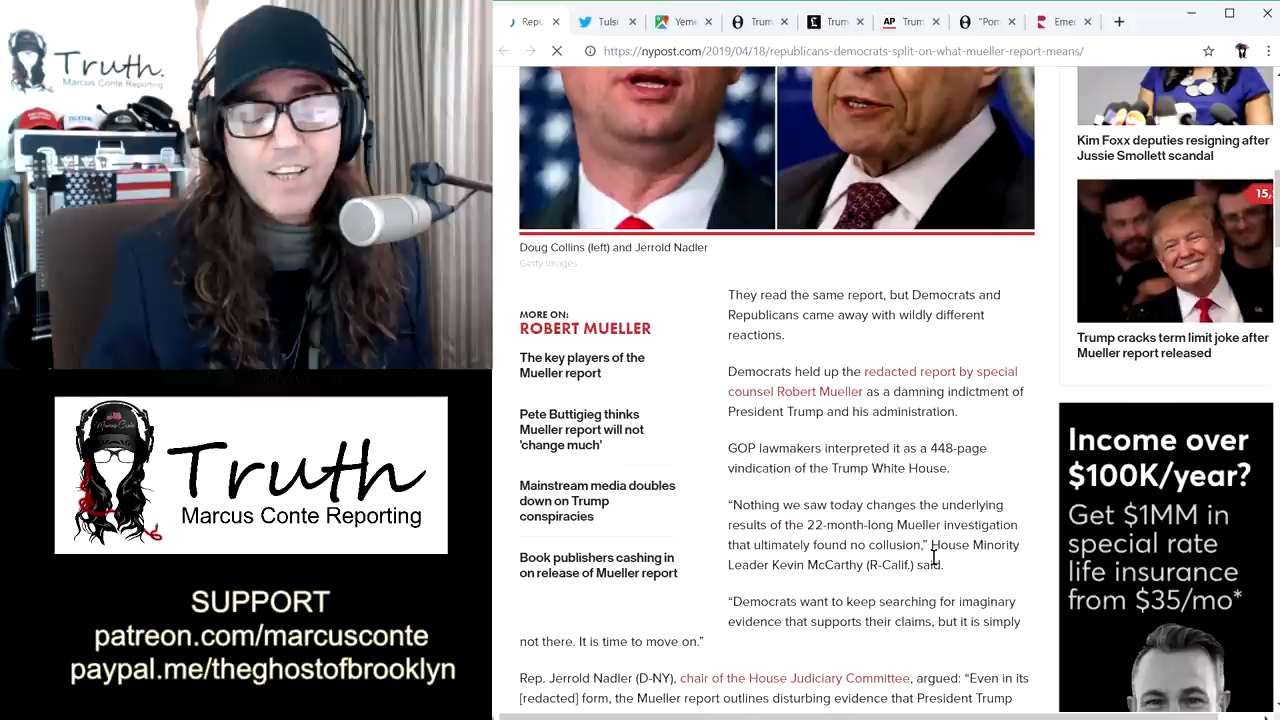 Truth.
Marcus Conte Reporting
Truth
Marcus Conte Reporting
SUPPORT
patreon.com/marcusconte
paypal.me/theghostofbrooklyn
Repu
Tulsi
Yeme
Trum
Trum
AP Trum
"Pom
Emer
https://nypost.com/2019/04/18/republicans-democrats-split-on-what-mueller-report-means/
Doug Collins (left) and Jerrold Nadler
Getty Images
MORE ON:
ROBERT MUELLER
The key players of the
Mueller report
Pete Buttigieg thinks
Mueller report will not
'change much'
Mainstream media doubles
down on Trump
conspiracies
Book publishers cashing in
on release of Mueller report
They read the same report, but Democrats and
Republicans came away with wildly different
reactions.
Democrats held up the redacted report by special
counsel Robert Mueller as a damning indictment of
President Trump and his administration.
GOP lawmakers interpreted it as a 448-page
vindication of the Trump White House.
“Nothing we saw today changes the underlying
results of the 22-month-long Mueller investigation
that ultimately found no collusion,” House Minority
Leader Kevin McCarthy (R-Calif.) said.
“Democrats want to keep searching for imaginary
evidence that supports their claims, but it is simply
not there. It is time to move on.”
Rep. Jerrold Nadler (D-NY), chair of the House Judiciary Committee, argued: “Even in its
[redacted] form, the Mueller report outlines disturbing evidence that President Trump
Kim Foxx deputies resigning after
Jussie Smollett scandal
15,
Trump cracks term limit joke after
Mueller report released
Income over
$100K/year?
Get $1MM in
special rate
life insurance
from $35/mo*